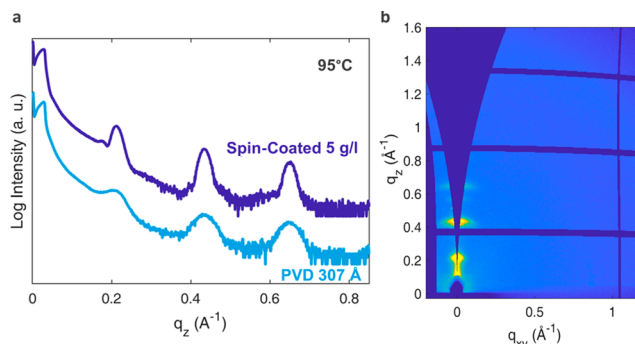 a
95°C
Spin-Coated 5 g/l
PVD 307 Å
Log Intensity (a. u.)
0
0.2
0.4
0.6
0.8
q_z (A⁻¹)
b
1.6
1.4
1.2
1
0.8
0.6
0.4
0.2
0
q_z (Å⁻¹)
0
0.5
1
q_xy (Å⁻¹)